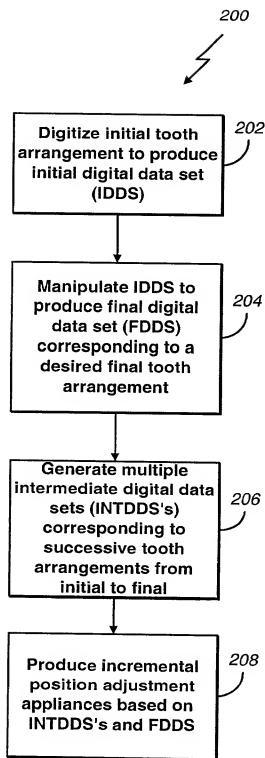 200
Digitize initial tooth
arrangement to produce
initial digital data set
(IDDS)
202
Manipulate IDDS to
produce final digital
data set (FDDS)
corresponding to a
desired final tooth
arrangement
204
Generate multiple
intermediate digital data
sets (INTDDS's)
corresponding to
successive tooth
arrangements from
initial to final
206
Produce incremental
position adjustment
appliances based on
INTDDS's and FDDS
208